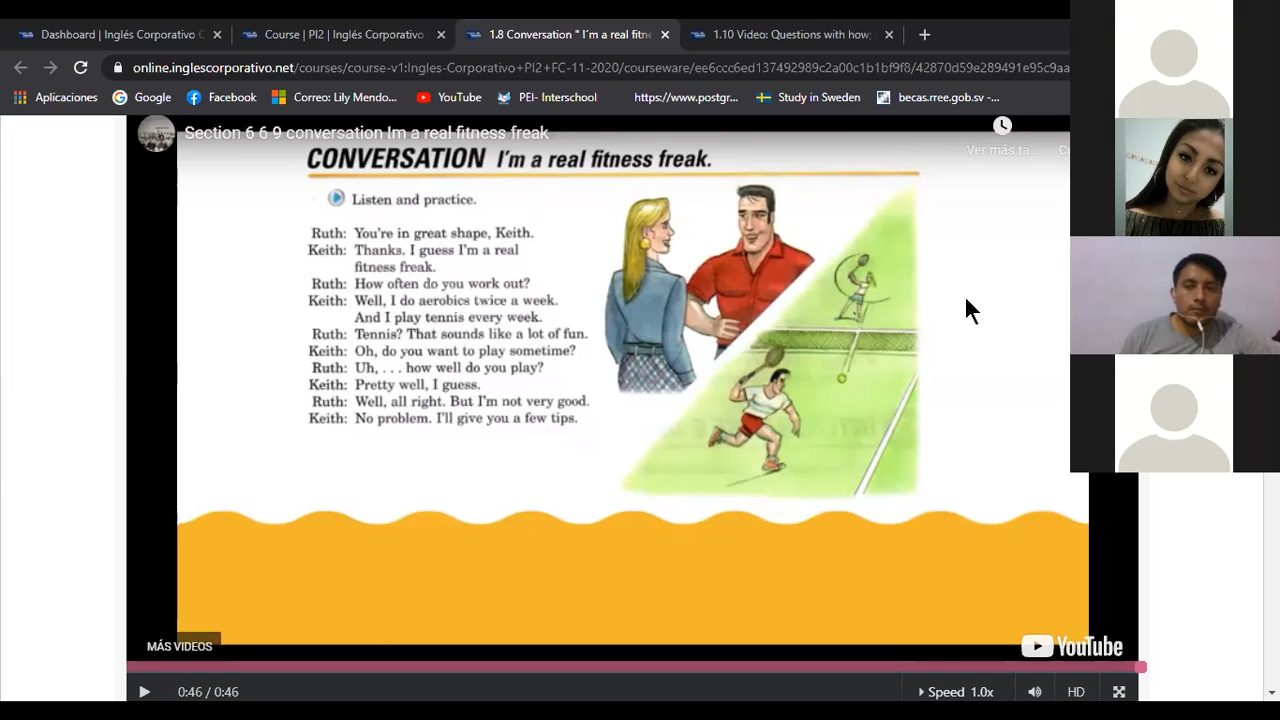 Dashboard | Inglés Corporativo
Course | PI2 | Inglés Corporativo
1.8 Conversation " I´m a real fitne
1.10 Video: Questions with how;
online.inglescorporativo.net/courses/course-v1:Ingles-Corporativo+PI2+FC-11-2020/courseware/ee6ccc6ed137492989c2a00c1b1bf9f8/42870d59e289491e95c9aa
Aplicaciones
Google
Facebook
Correo: Lily Mendo...
YouTube
PEI- Interschool
https://www.postgr...
Study in Sweden
becas.rree.gob.sv -...
Section 6 6 9 conversation Im a real fitness freak
Ver más ta...
CONVERSATION I'm a real fitness freak.
Listen and practice.
Ruth: You're in great shape, Keith.
Keith: Thanks. I guess I'm a real
fitness freak.
Ruth: How often do you work out?
Keith: Well, I do aerobics twice a week.
And I play tennis every week.
Ruth: Tennis? That sounds like a lot of fun.
Keith: Oh, do you want to play sometime?
Ruth: Uh, . . . how well do you play?
Keith: Pretty well, I guess.
Ruth: Well, all right. But I'm not very good.
Keith: No problem. I'll give you a few tips.
MÁS VIDEOS
YouTube
0:46 / 0:46
Speed 1.0x
HD